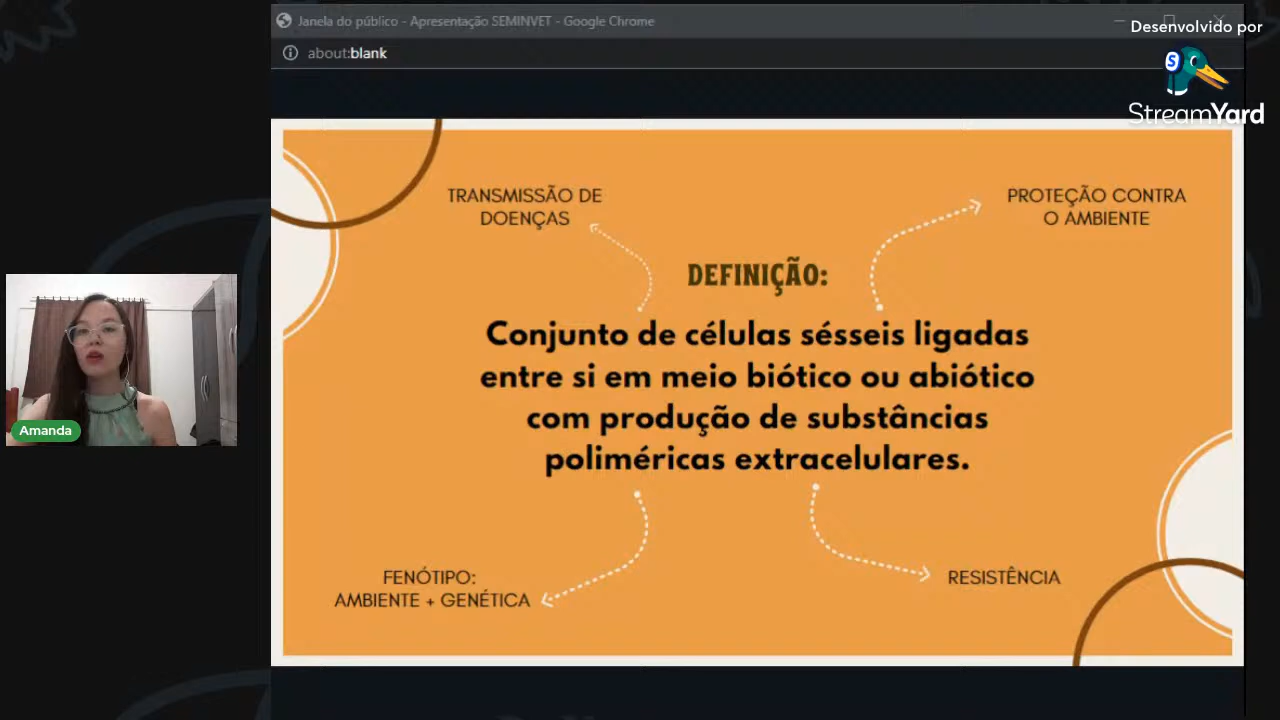 Janela do público - Apresentação SEMINVET - Google Chrome
about:blank
Desenvolvido por
StreamYard
TRANSMISSÃO DE
DOENÇAS
PROTEÇÃO CONTRA
O AMBIENTE
DEFINIÇÃO:
Conjunto de células sésseis ligadas
entre si em meio biótico ou abiótico
com produção de substâncias
poliméricas extracelulares.
Amanda
FENÓTIPO:
AMBIENTE + GENÉTICA
RESISTÊNCIA